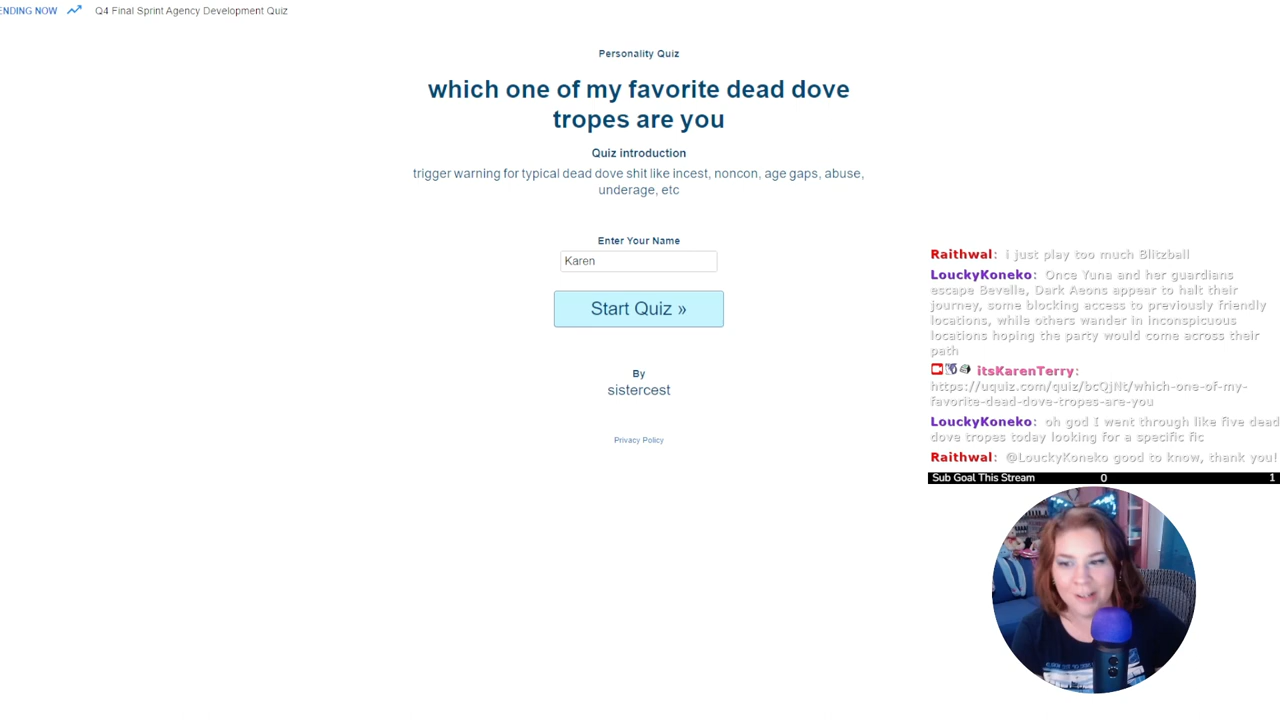 ENDING NOW
Q4 Final Sprint Agency Development Quiz
Personality Quiz
which one of my favorite dead dove
tropes are you
Quiz introduction
trigger warning for typical dead dove shit like incest, noncon, age gaps, abuse,
underage, etc
Enter Your Name
Karen
Start Quiz »
By
sistercest
Privacy Policy
Raithwal: i just play too much Blitzball
LouckyKoneko: Once Yuna and her guardians
escape Bevelle, Dark Aeons appear to halt their
journey, some blocking access to previously friendly
locations, while others wander in inconspicuous
locations hoping the party would come across their
path
itsKarenTerry:
https://uquiz.com/quiz/bcQjNt/which-one-of-my-
favorite-dead-dove-tropes-are-you
LouckyKoneko: oh god I went through like five dead
dove tropes today looking for a specific fic
Raithwal: @LouckyKoneko good to know, thank you!
Sub Goal This Stream 0 1